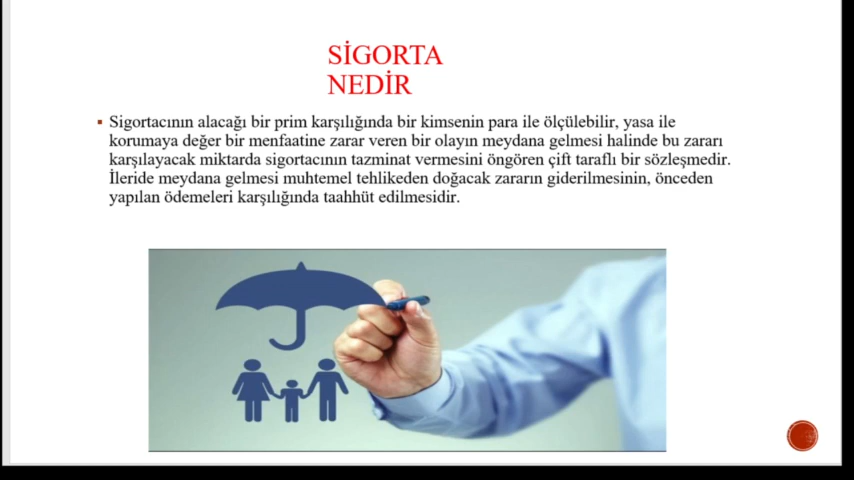 SİGORTA
NEDİR
Sigortacının alacağı bir prim karşılığında bir kimsenin para ile ölçülebilir, yasa ile
korumaya değer bir menfaatine zarar veren bir olayın meydana gelmesi halinde bu zararı
karşılayacak miktarda sigortacının tazminat vermesini öngören çift taraflı bir sözleşmedir.
İleride meydana gelmesi muhtemel tehlikeden doğacak zararın giderilmesinin, önceden
yapılan ödemeleri karşılığında taahhüt edilmesidir.